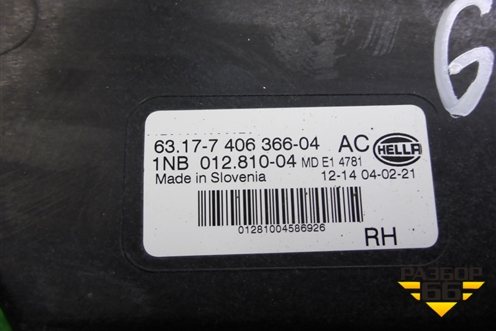 G
63.17-7 406 366-04 AC HELLA
1NB 012.810-04 MD E1 4781
Made in Slovenia 12-14 04-02-21
01281004586926
RH
РАЗБОР
66